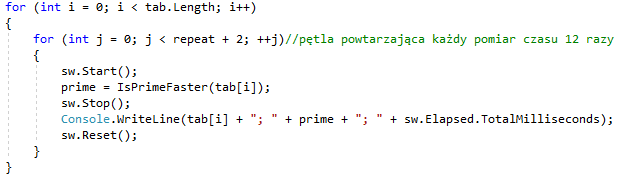 for (int i = 0; i < tab.Length; i++)
{
for (int j = 0; j < repeat + 2; ++j)//pętla powtarzająca każdy pomiar czasu 12 razy
{
sw.Start();
prime = IsPrimeFaster(tab[i]);
sw.Stop();
Console.WriteLine(tab[i] + "; " + prime + "; " + sw.Elapsed.TotalMilliseconds);
sw.Reset();
}
}